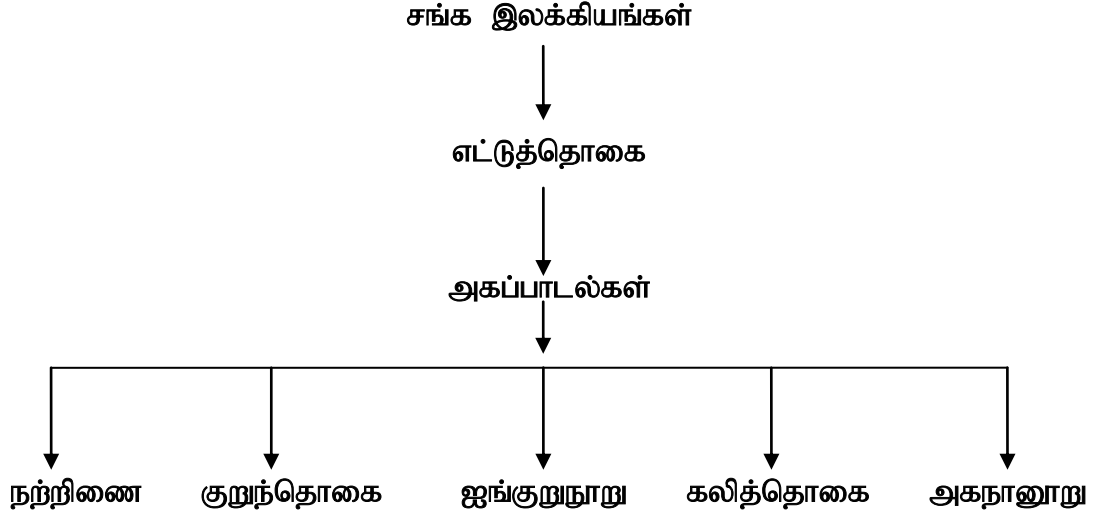 சங்க இலக்கியங்கள்
எட்டுத்தொகை
அகப்பாடல்கள்
நற்றிணை குறுந்தொகை ஐங்குறுநூறு கலித்தொகை அகநானூறு